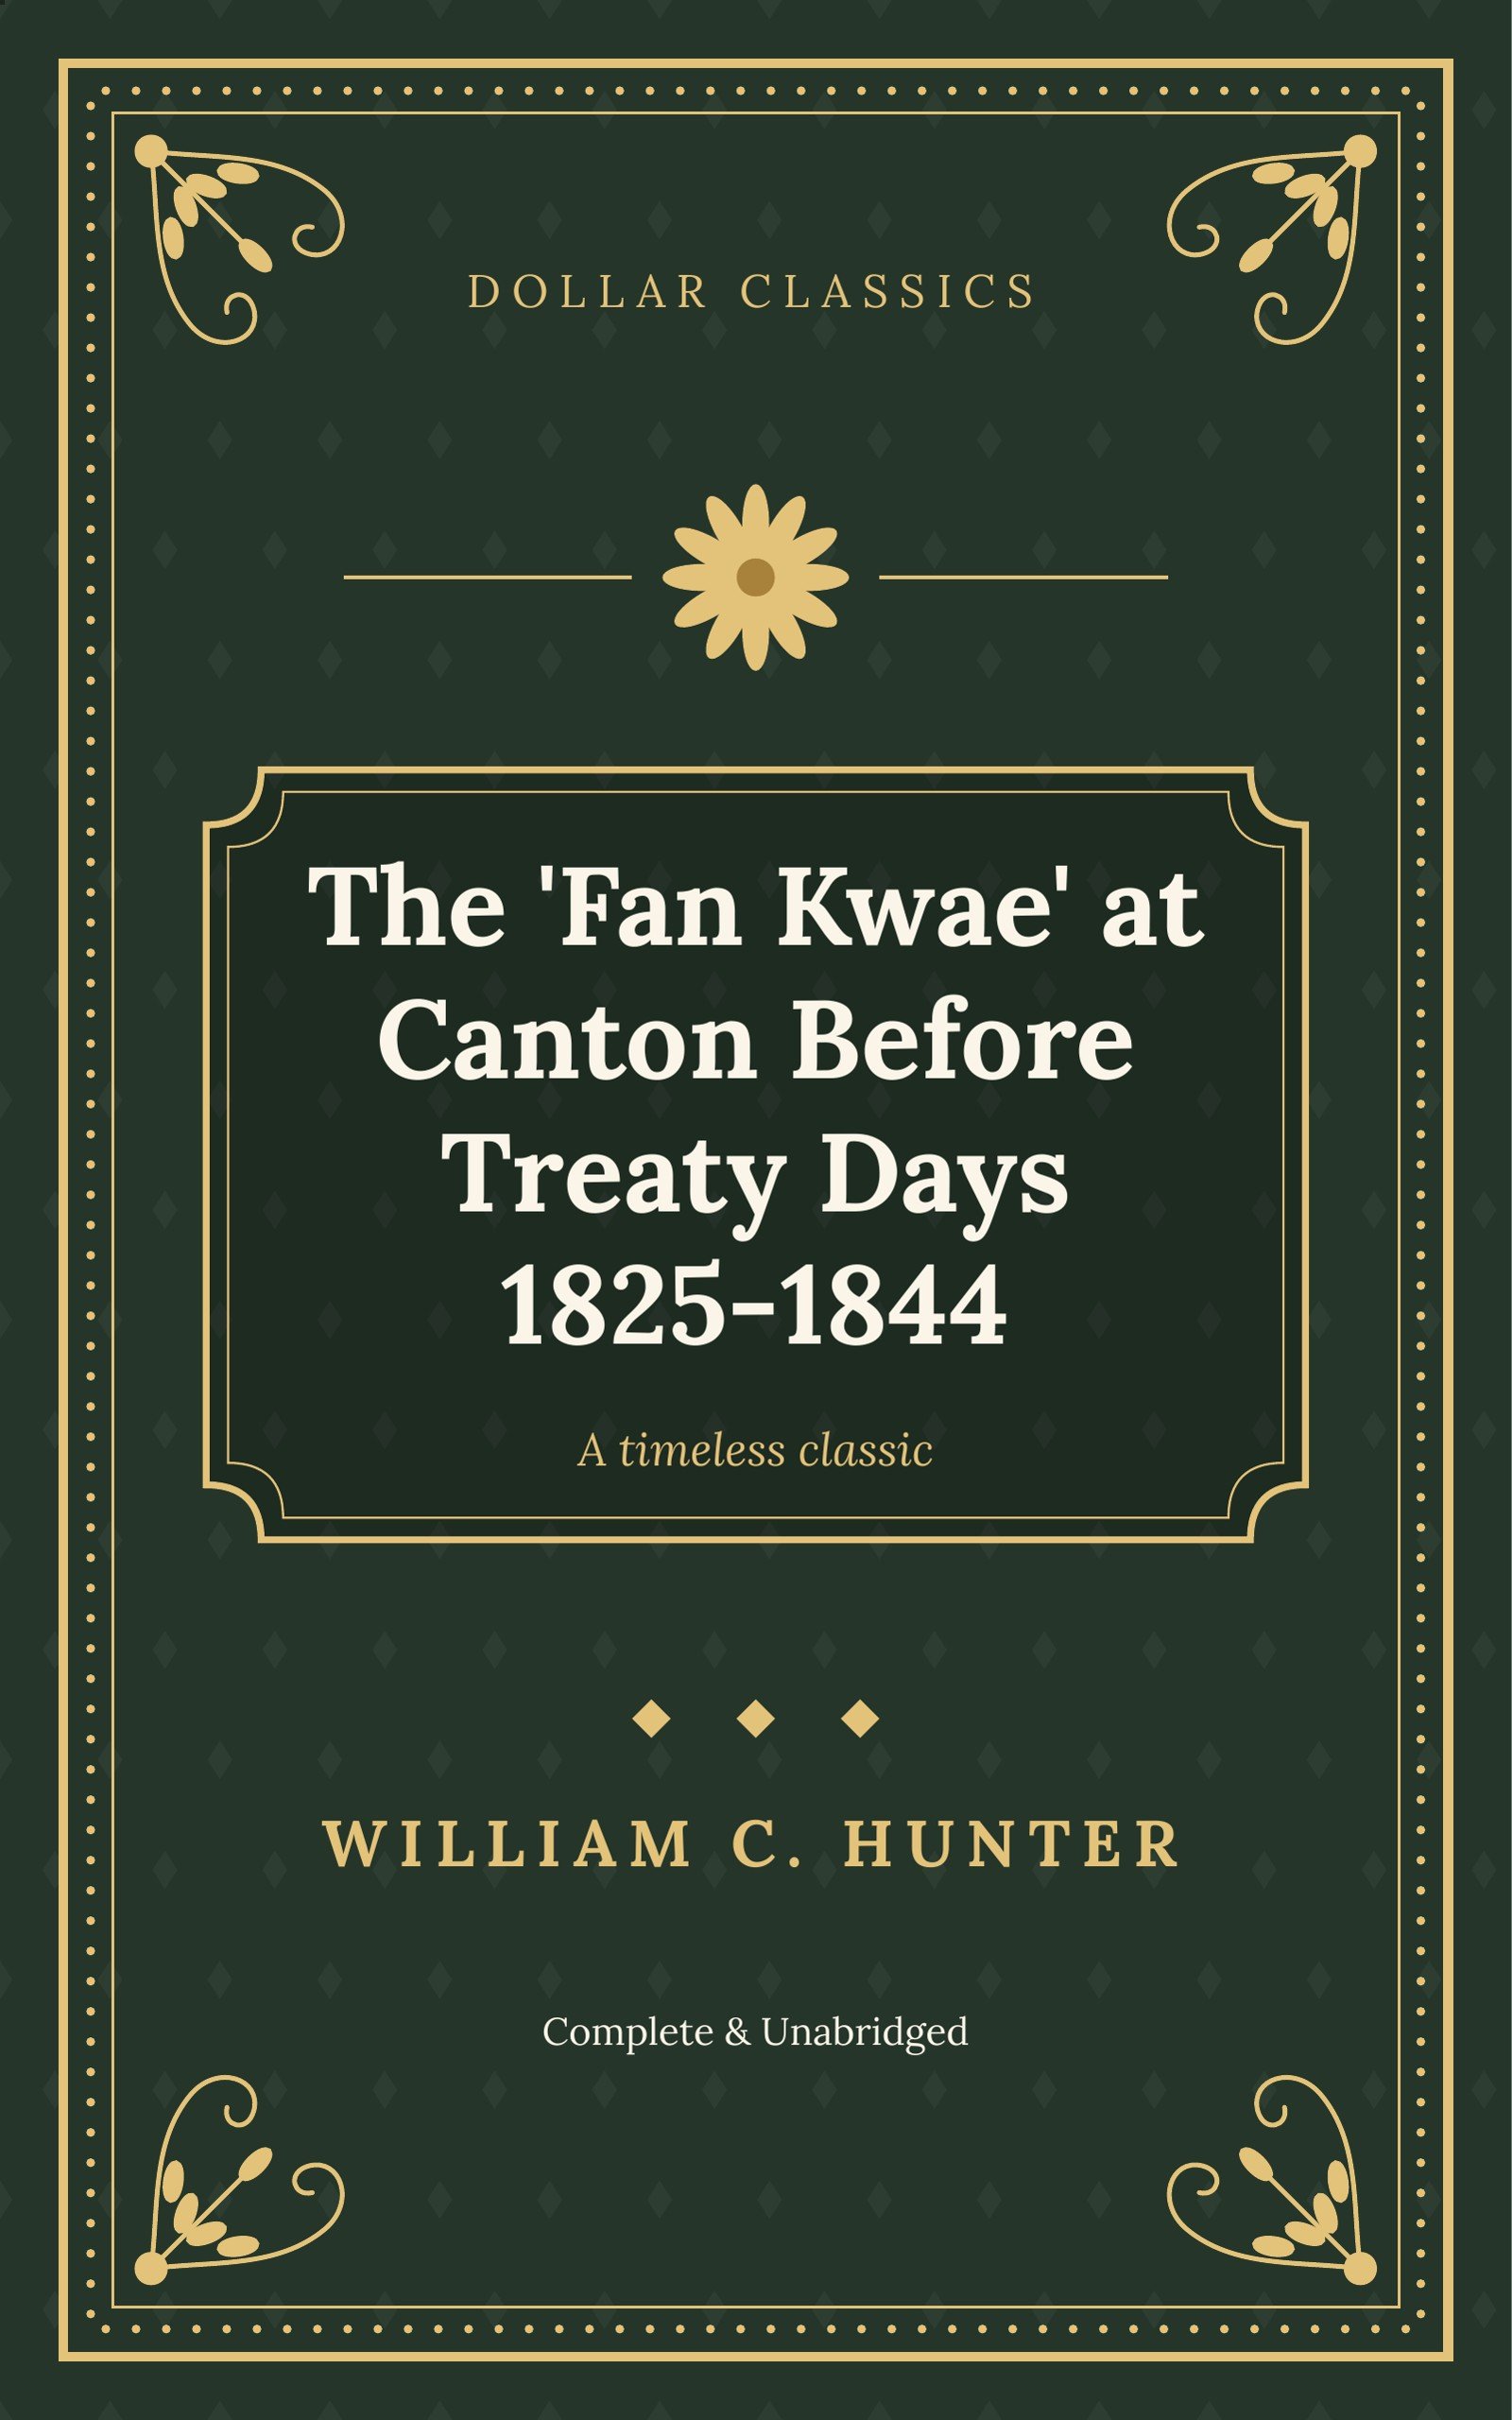 DOLLAR CLASSICS
The 'Fan Kwae' at
Canton Before
Treaty Days
1825–1844
A timeless classic
WILLIAM C. HUNTER
Complete & Unabridged